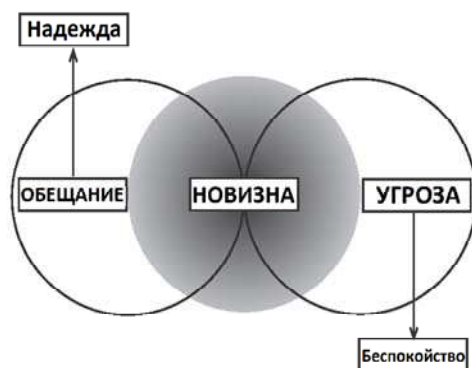 Надежда
ОБЕЩАНИЕ
НОВИЗНА
УГРОЗА
Беспокойство